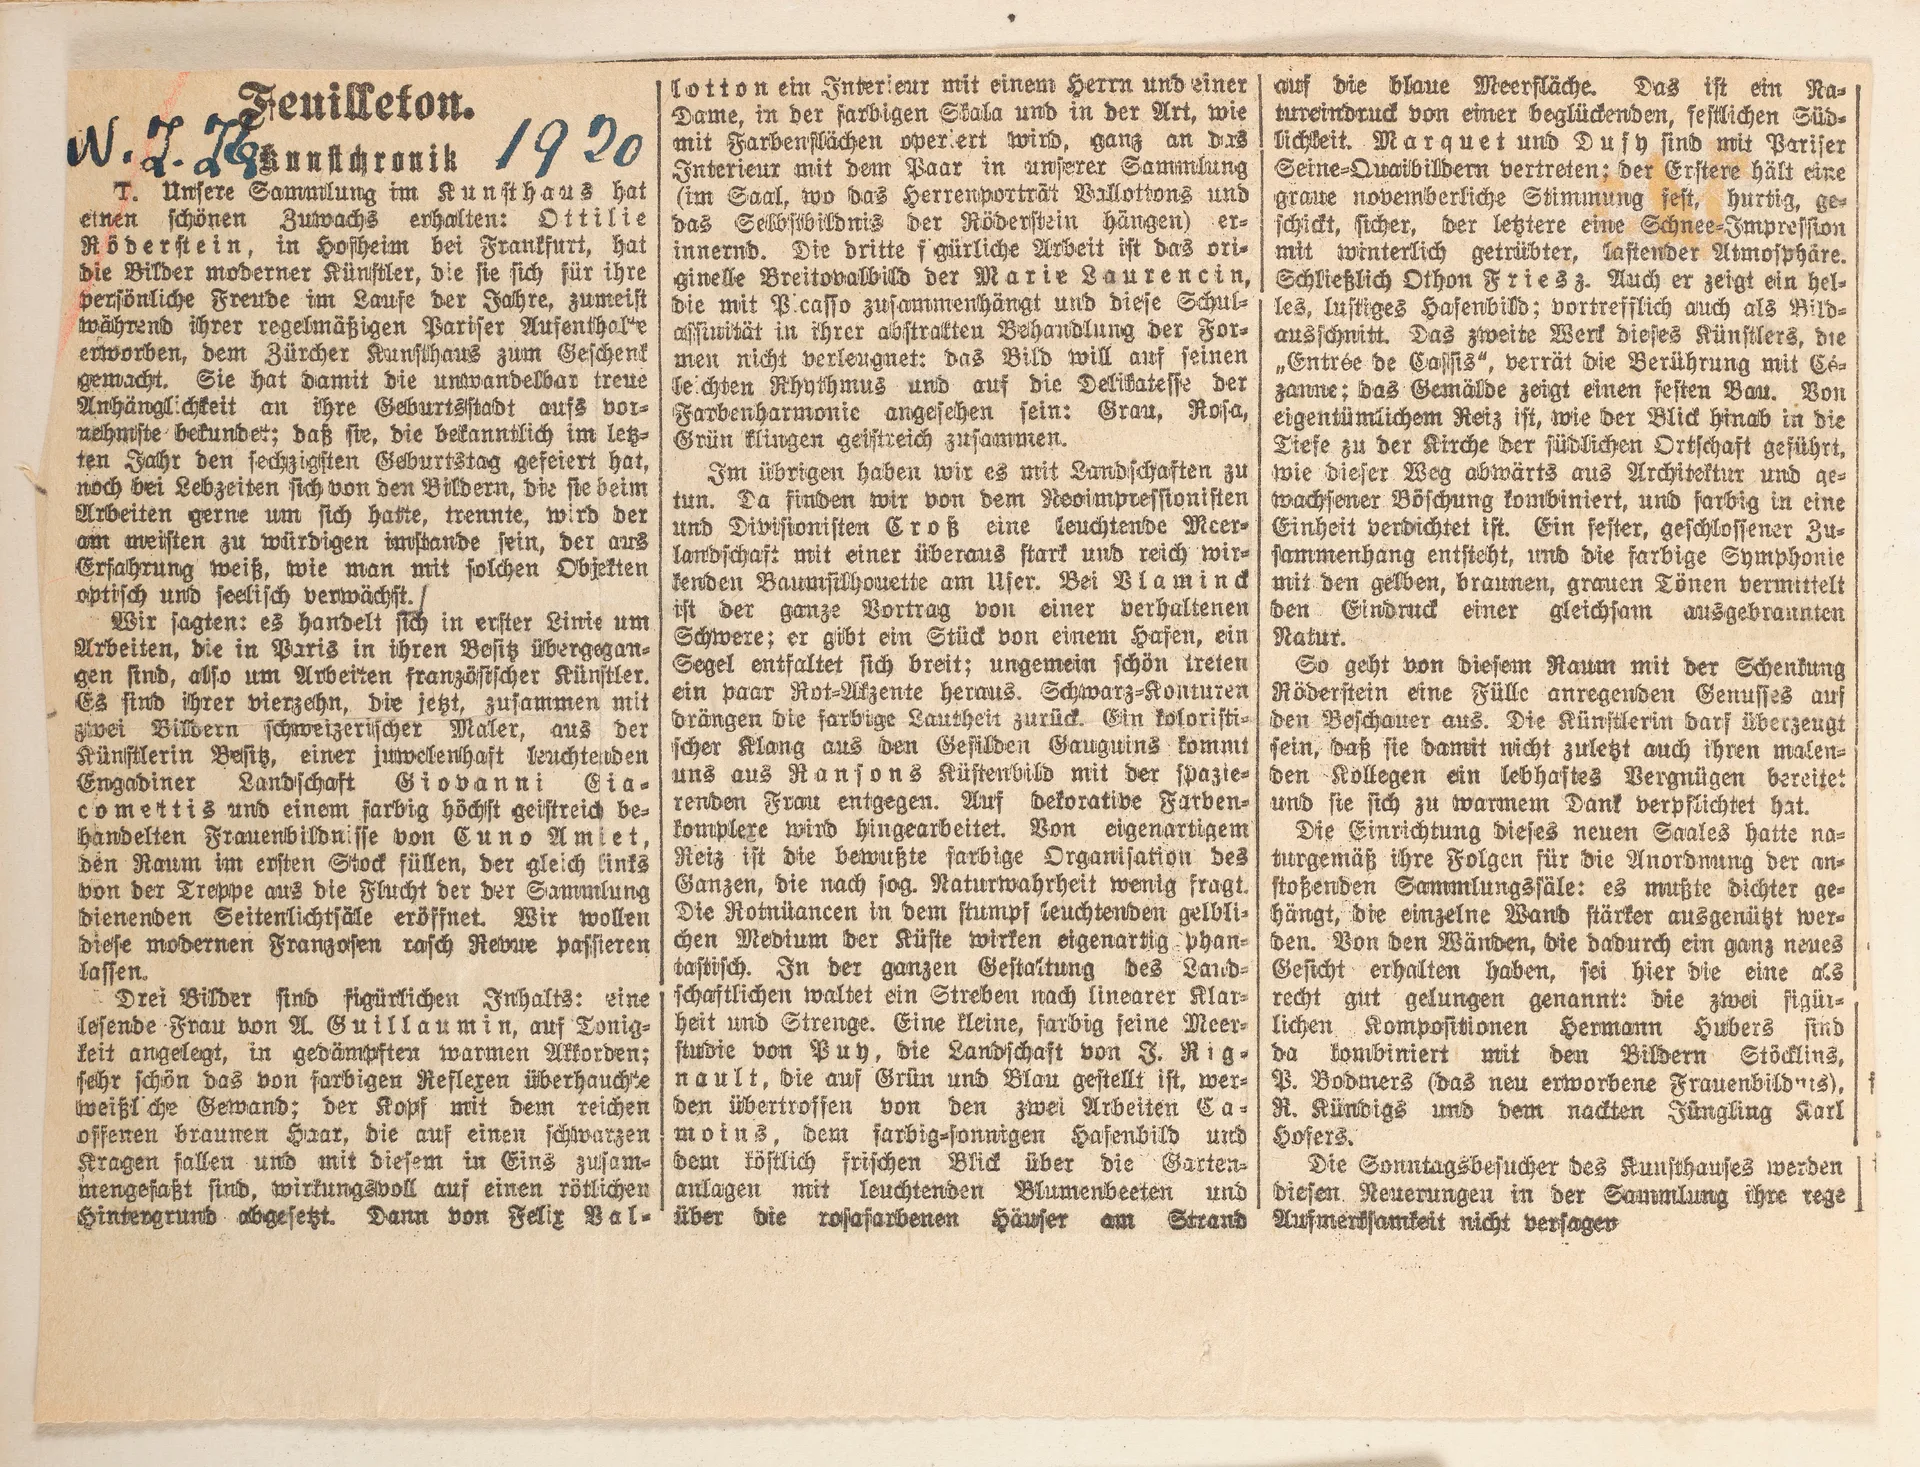 Feuilleton.
N. Z. Z. 1920
Kunstchronik
T. Unsere Sammlung im Kunsthaus hat
einen schönen Zuwachs erhalten: Ottilie
Röderstein, in Hofheim bei Frankfurt, hat
die Bilder moderner Künstler, die sie sich für ihre
persönliche Freude im Laufe der Jahre, zumeist
während ihrer regelmäßigen Pariser Aufenthalte
erworben, dem Zürcher Kunsthaus zum Geschenk
gemacht. Sie hat damit die unwandelbar treue
Anhänglichkeit an ihre Geburtsstadt aufs vor-
nehmste bekundet; daß sie, die bekanntlich im letz-
ten Jahr den sechzigsten Geburtstag gefeiert hat,
noch bei Lebzeiten sich von den Bildern, die sie beim
Arbeiten gerne um sich hatte, trennte, wird der
am meisten zu würdigen imstande sein, der aus
Erfahrung weiß, wie man mit solchen Objekten
optisch und seelisch verwächst.
Wir sagten: es handelt sich in erster Linie um
Arbeiten, die in Paris in ihren Besitz übergegan-
gen sind, also um Arbeiten französischer Künstler.
Es sind ihrer vierzehn, die jetzt, zusammen mit
zwei Bildern schweizerischer Maler, aus der
Künstlerin Besitz, einer juwelenhaft leuchtenden
Engadiner Landschaft Giovanni Gia-
comettis und einem farbig höchst geistreich be-
handelten Frauenbildnisse von Cuno Amiet,
den Raum im ersten Stock füllen, der gleich links
von der Treppe aus die Flucht der der Sammlung
dienenden Seitenlichtsäle eröffnet. Wir wollen
diese modernen Franzosen rasch Revue passieren
lassen.
Drei Bilder sind figürlichen Inhalts: eine
lesende Frau von A. Guillaumin, auf Tonig-
keit angelegt, in gedämpften warmen Akkorden;
sehr schön das von farbigen Reflexen überhauchte
weißliche Gewand; der Kopf mit dem reichen
offenen braunen Haar, die auf einen schwarzen
Kragen fallen und mit diesem in Eins zusam-
mengefaßt sind, wirkungsvoll auf einen rötlichen
Hintergrund abgesetzt. Dann von Felix Val-
lotton ein Interieur mit einem Herrn und einer
Dame, in der farbigen Skala und in der Art, wie
mit Farbenflächen operiert wird, ganz an das
Interieur mit dem Paar in unserer Sammlung
(im Saal, wo das Herrenporträt Vallottons und
das Selbstbildnis der Röderstein hängen) er-
innernd. Die dritte figürliche Arbeit ist das ori-
ginelle Breitovalbild der Marie Laurencin,
die mit Picasso zusammenhängt und diese Schul-
affinität in ihrer abstrakten Behandlung der For-
men nicht verleugnet: das Bild will auf seinen
leichten Rhythmus und auf die Delikatesse der
Farbenharmonie angesehen sein: Grau, Rosa,
Grün klingen geistreich zusammen.
Im übrigen haben wir es mit Landschaften zu
tun. Da finden wir von dem Neoimpressionisten
und Divisionisten Croß eine leuchtende Meer-
landschaft mit einer überaus stark und reich wir-
kenden Baumsilhouette am Ufer. Bei Vlaminck
ist der ganze Vortrag von einer verhaltenen
Schwere; er gibt ein Stück von einem Hafen, ein
Segel entfaltet sich breit; ungemein schön treten
ein paar Rot-Akzente heraus. Schwarz-Konturen
drängen die farbige Lautheit zurück. Ein koloristi-
scher Klang aus den Gefilden Gauguins kommt
uns aus Ransons Küstenbild mit der spazie-
renden Frau entgegen. Auf dekorative Farben-
komplexe wird hingearbeitet. Von eigenartigem
Reiz ist die bewußte farbige Organisation des
Ganzen, die nach sog. Naturwahrheit wenig fragt.
Die Rotnüancen in dem stumpf leuchtenden gelbli-
chen Medium der Küste wirken eigenartig phan-
tastisch. In der ganzen Gestaltung des Land-
schaftlichen waltet ein Streben nach linearer Klar-
heit und Strenge. Eine kleine, farbig feine Meer-
studie von Puy, die Landschaft von J. Rig-
nault, die auf Grün und Blau gestellt ist, wer-
den übertroffen von den zwei Arbeiten Ca-
moins, dem farbig-sonnigen Hafenbild und
dem köstlich frischen Blick über die Garten-
anlagen mit leuchtenden Blumenbeeten und
über die rosafarbenen Häuser am Strand
auf die blaue Meerfläche. Das ist ein Na-
tureindruck von einer beglückenden, festlichen Süd-
lichkeit. Marquet und Dufy sind mit Pariser
Seine-Quaibildern vertreten; der Erstere hält eine
graue novemberliche Stimmung fest, hurtig, ge-
schickt, sicher, der letztere eine Schnee-Impression
mit winterlich getrübter, lastender Atmosphäre.
Schließlich Othon Friesz. Auch er zeigt ein hel-
les, lustiges Hafenbild; vortrefflich auch als Bild-
ausschnitt. Das zweite Werk dieses Künstlers, die
„Entrée de Cassis“, verrät die Berührung mit Cé-
zanne; das Gemälde zeigt einen festen Bau. Von
eigentümlichem Reiz ist, wie der Blick hinab in die
Tiefe zu der Kirche der südlichen Ortschaft geführt,
wie dieser Weg abwärts aus Architektur und ge-
wachsener Böschung kombiniert, und farbig in eine
Einheit verdichtet ist. Ein fester, geschlossener Zu-
sammenhang entsteht, und die farbige Symphonie
mit den gelben, braunen, grauen Tönen vermittelt
den Eindruck einer gleichsam ausgebrannten
Natur.
So geht von diesem Raum mit der Schenkung
Röderstein eine Fülle anregenden Genusses auf
den Beschauer aus. Die Künstlerin darf überzeugt
sein, daß sie damit nicht zuletzt auch ihren malen-
den Kollegen ein lebhaftes Vergnügen bereitet
und sie sich zu warmem Dank verpflichtet hat.
Die Einrichtung dieses neuen Saales hatte na-
turgemäß ihre Folgen für die Anordnung der an-
stoßenden Sammlungssäle: es mußte dichter ge-
hängt, die einzelne Wand stärker ausgenützt wer-
den. Von den Wänden, die dadurch ein ganz neues
Gesicht erhalten haben, sei hier die eine als
recht gut gelungen genannt: die zwei figür-
lichen Kompositionen Hermann Hubers sind
da kombiniert mit den Bildern Stöcklins,
P. Bodmers (das neu erworbene Frauenbildnis),
R. Kündigs und dem nackten Jüngling Karl
Hofers.
Die Sonntagsbesucher des Kunsthauses werden
diesen Neuerungen in der Sammlung ihre rege
Aufmerksamkeit nicht versagen